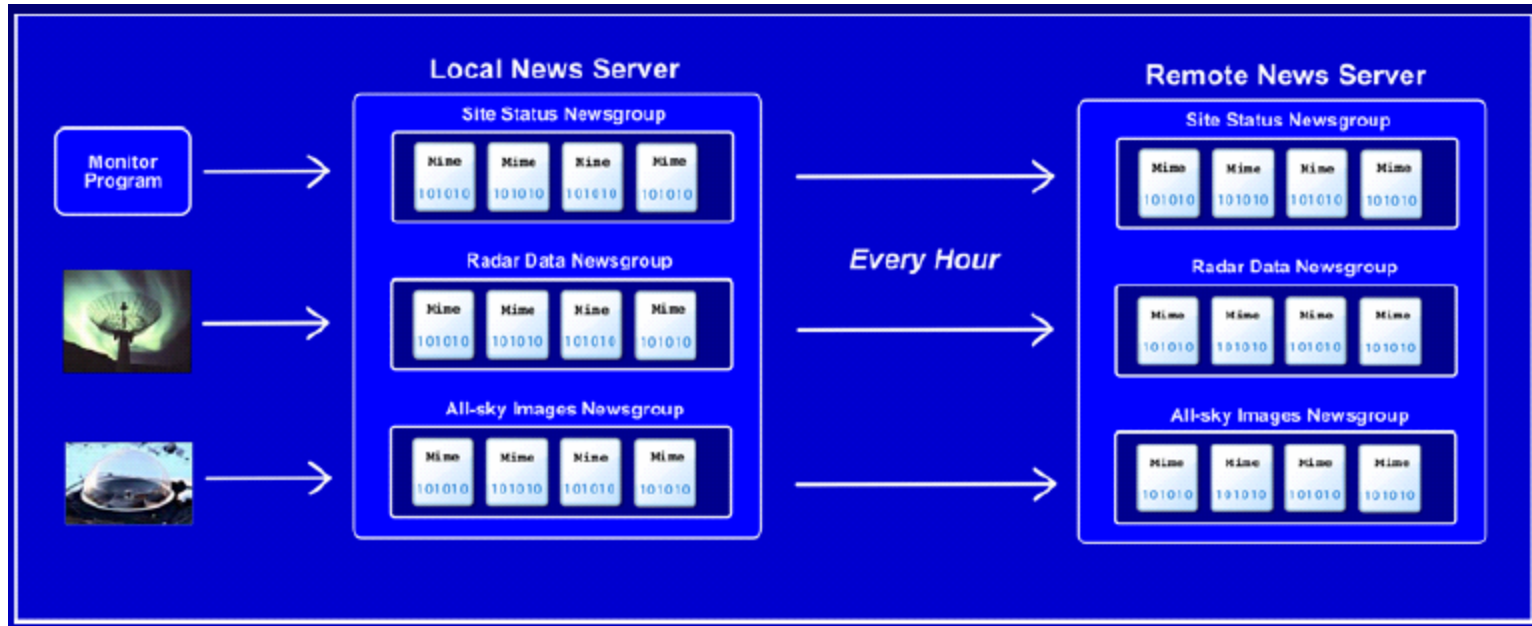 Local News Server
Remote News Server
Monitor
Program
Site Status Newsgroup
Mime Mime Mime Mime
101010 101010 101010 101010
Radar Data Newsgroup
Mime Mime Mime Mime
101010 101010 101010 101010
All-sky Images Newsgroup
Mime Mime Mime Mime
101010 101010 101010 101010
Every Hour
Site Status Newsgroup
Mime Mime Mime Mime
101010 101010 101010 101010
Radar Data Newsgroup
Mime Mime Mime Mime
101010 101010 101010 101010
All-sky Images Newsgroup
Mime Mime Mime Mime
101010 101010 101010 101010